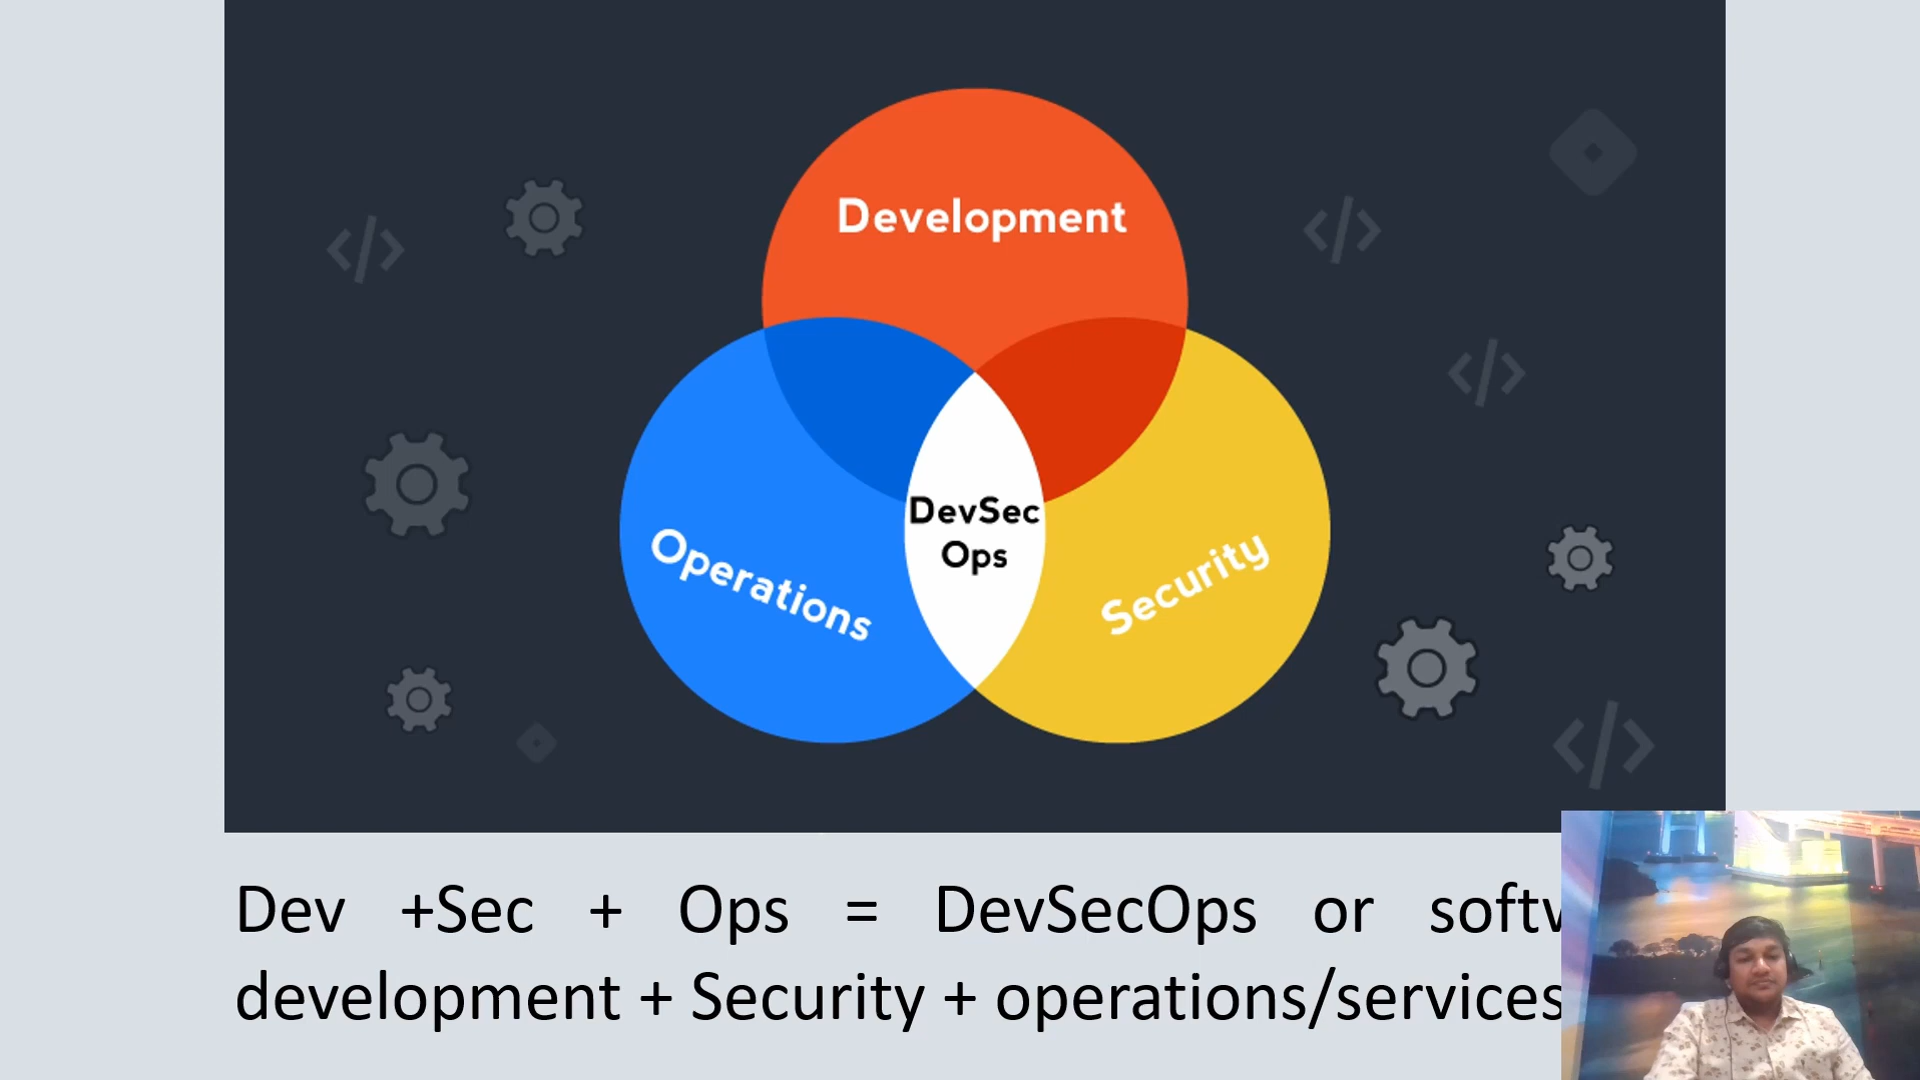 Development
DevSec
Ops
Operations
Security
Dev +Sec + Ops = DevSecOps or
development + Security + operations/services